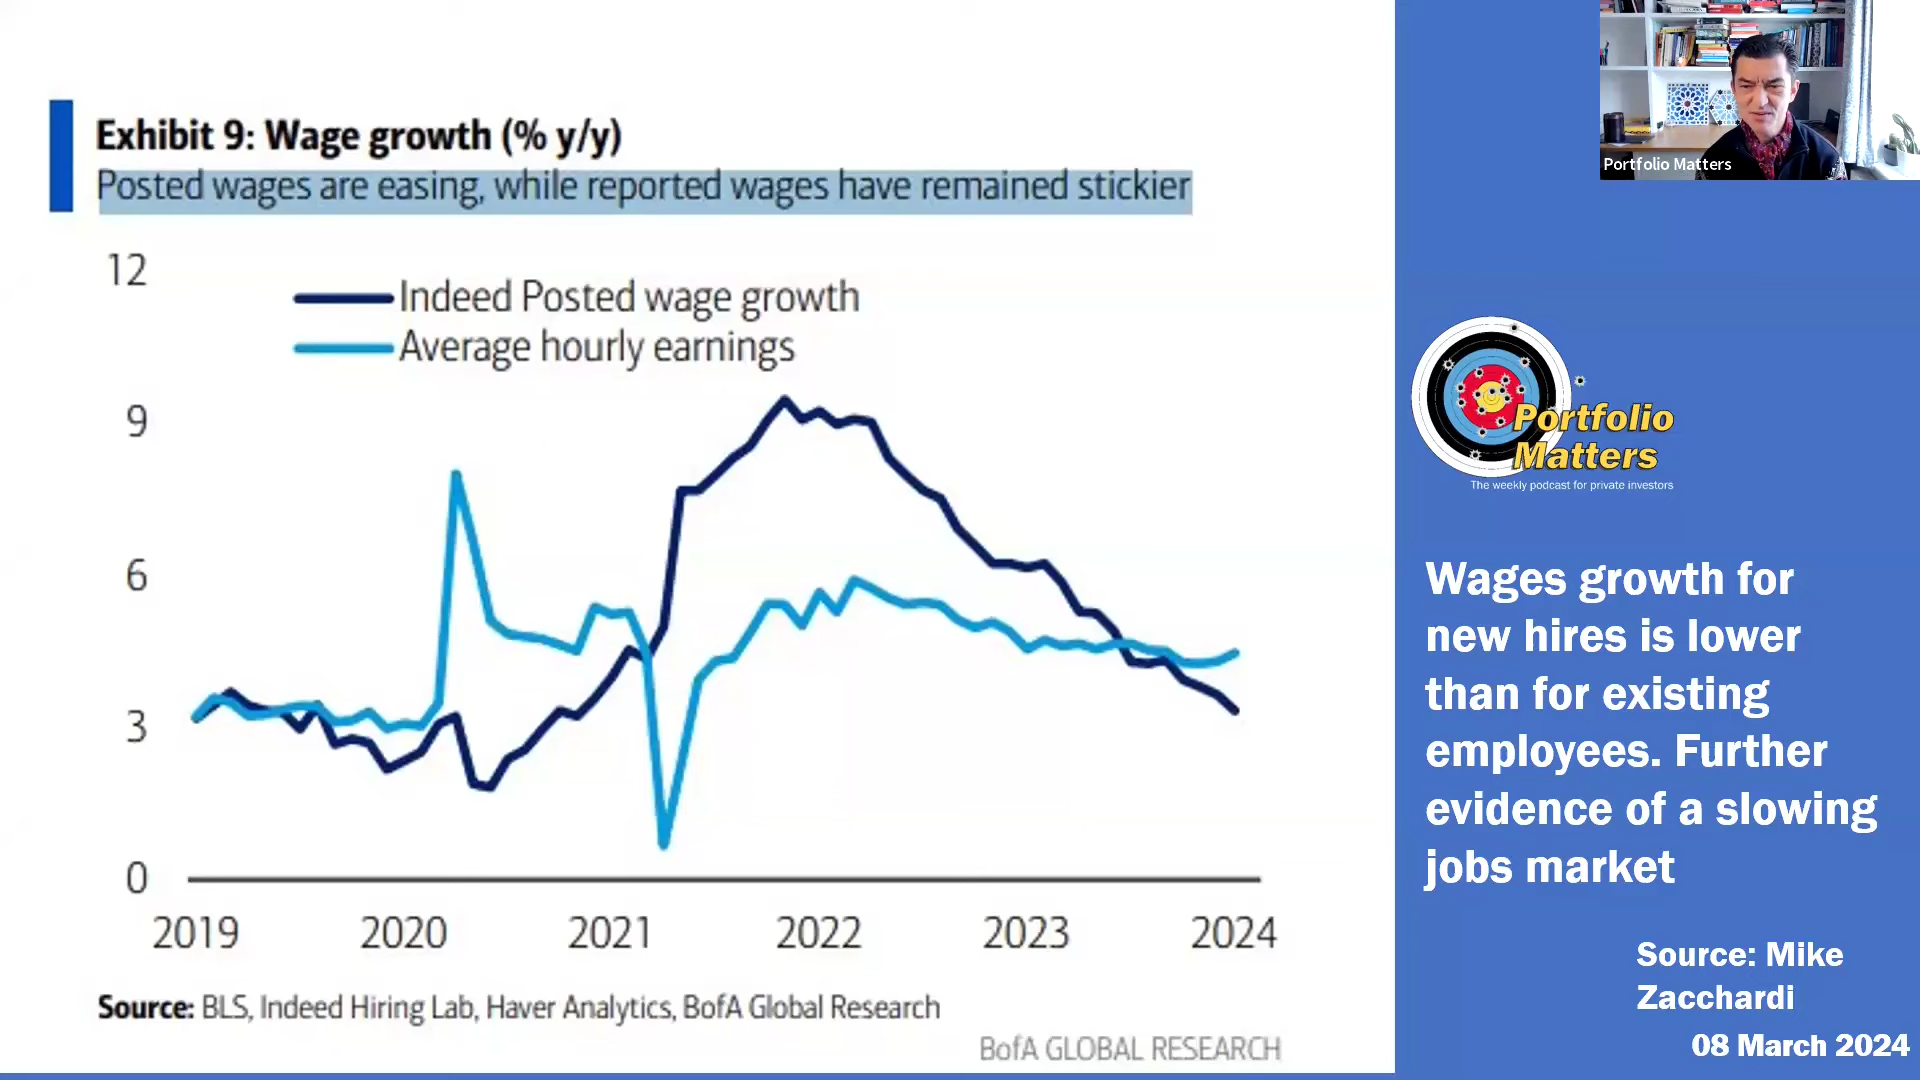 Exhibit 9: Wage growth (% y/y)
Posted wages are easing, while reported wages have remained stickier
12
Indeed Posted wage growth
Average hourly earnings
9
6
3
0
2019 2020 2021 2022 2023 2024
Source: BLS, Indeed Hiring Lab, Haver Analytics, BofA Global Research
BofA GLOBAL RESEARCH
Portfolio Matters
Portfolio
Matters
The weekly podcast for private investors
Wages growth for
new hires is lower
than for existing
employees. Further
evidence of a slowing
jobs market
Source: Mike
Zacchardi
08 March 2024